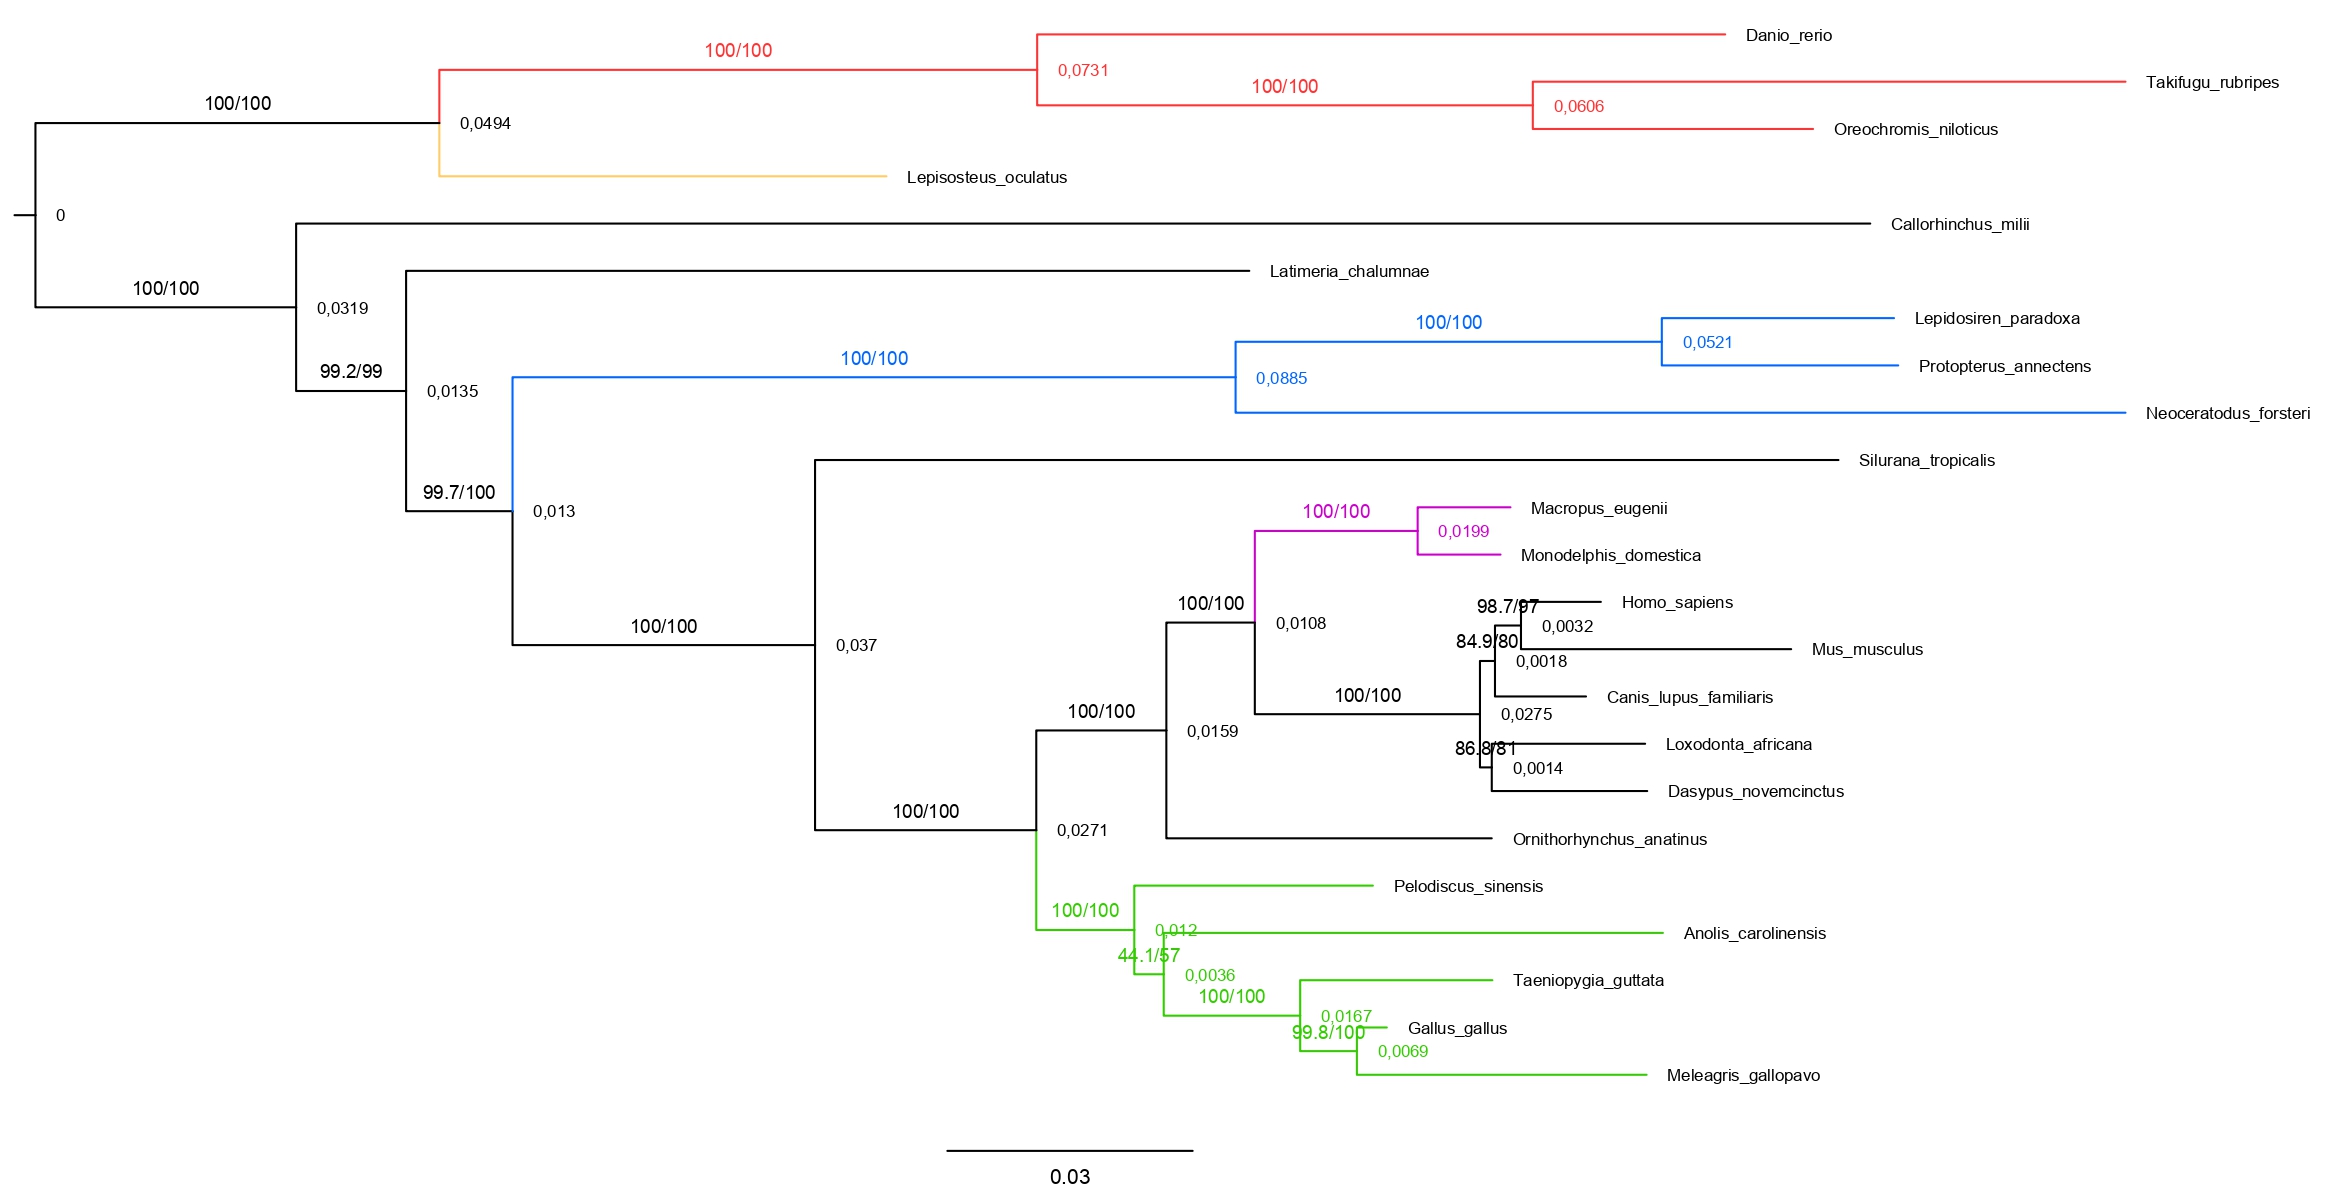 Danio_rerio
100/100
0,0731
Takifugu_rubripes
100/100
0,0606
100/100
0,0494
Oreochromis_niloticus
Lepisosteus_oculatus
0
Callorhinchus_milii
Latimeria_chalumnae
100/100
0,0319
Lepidosiren_paradoxa
100/100
0,0521
100/100
Protopterus_annectens
99.2/99
0,0135
0,0885
Neoceratodus_forsteri
Silurana_tropicalis
99.7/100
0,013
Macropus_eugenii
100/100
0,0199
Monodelphis_domestica
100/100
0,0108
Homo_sapiens
98.7/97
0,0032
100/100
0,037
84.9/80
0,0018
Mus_musculus
Canis_lupus_familiaris
100/100
0,0275
100/100
0,0159
86.8/81
0,0014
Loxodonta_africana
Dasypus_novemcinctus
100/100
0,0271
Ornithorhynchus_anatinus
Pelodiscus_sinensis
100/100
0,012
Anolis_carolinensis
44.1/57
0,0036
Taeniopygia_guttata
100/100
0,0167
Gallus_gallus
99.8/100
0,0069
Meleagris_gallopavo
0.03